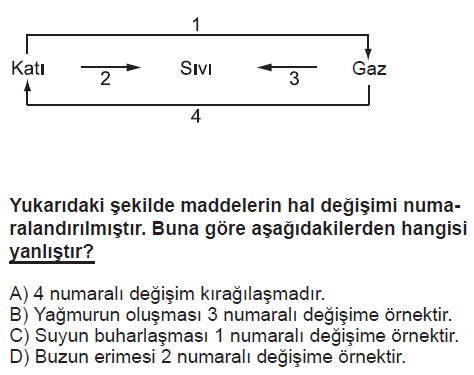 1
Katı 2 Sıvı 3 Gaz
4
Yukarıdaki şekilde maddelerin hal değişimi numa-
ralandırılmıştır. Buna göre aşağıdakilerden hangisi
yanlıştır?
A) 4 numaralı değişim kırağılaşmadır.
B) Yağmurun oluşması 3 numaralı değişime örnektir.
C) Suyun buharlaşması 1 numaralı değişime örnektir.
D) Buzun erimesi 2 numaralı değişime örnektir.